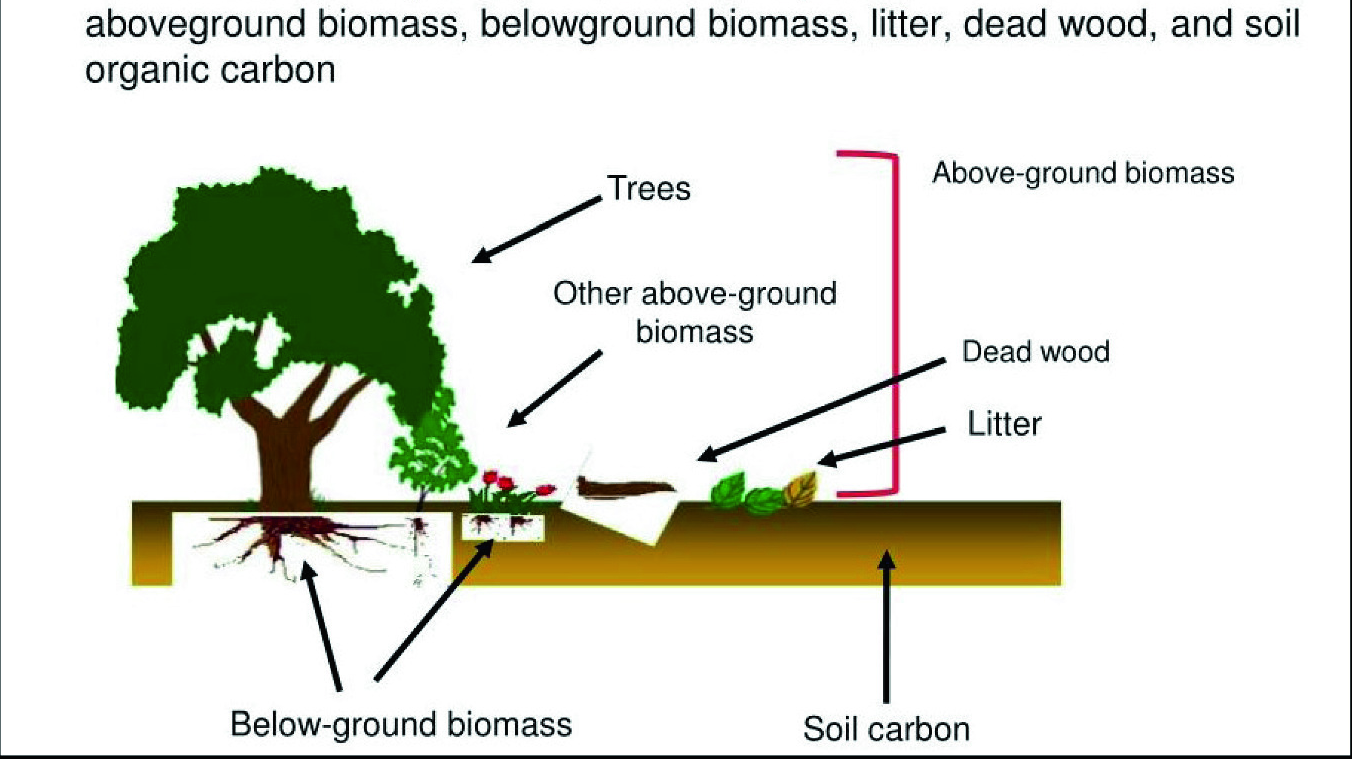 aboveground biomass, belowground biomass, litter, dead wood, and soil
organic carbon
Above-ground biomass
Trees
Other above-ground
biomass
Dead wood
Litter
Below-ground biomass
Soil carbon